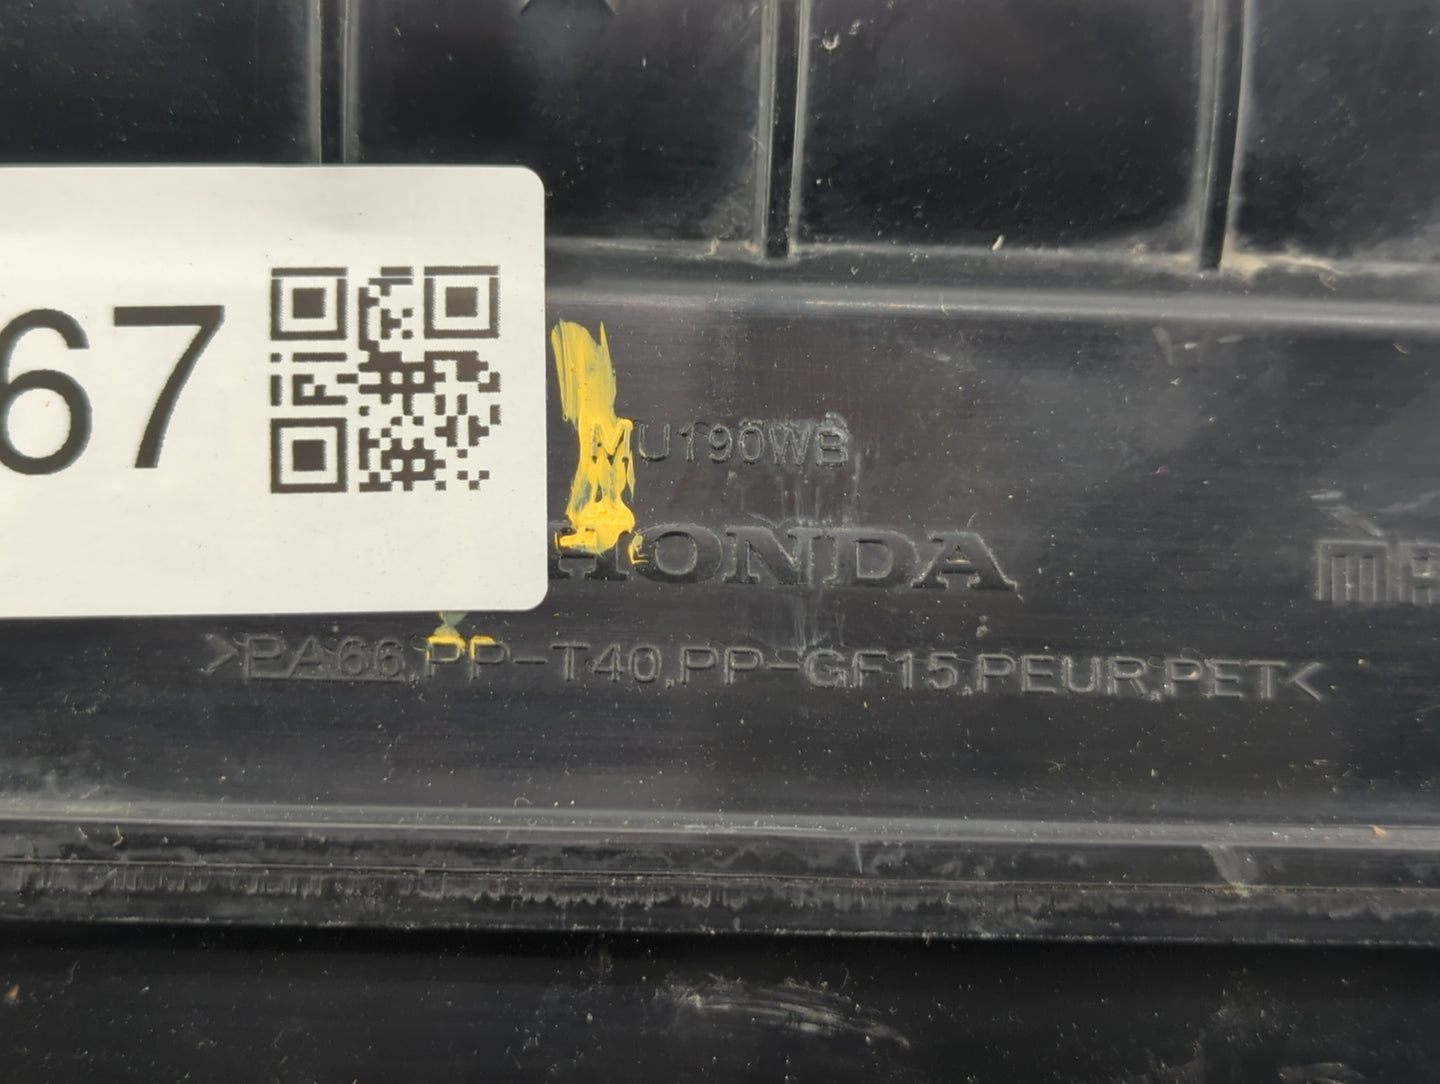 67
MU190WB
HONDA
>PA66,PP-T40,PP-GF15,PEUR,PET<